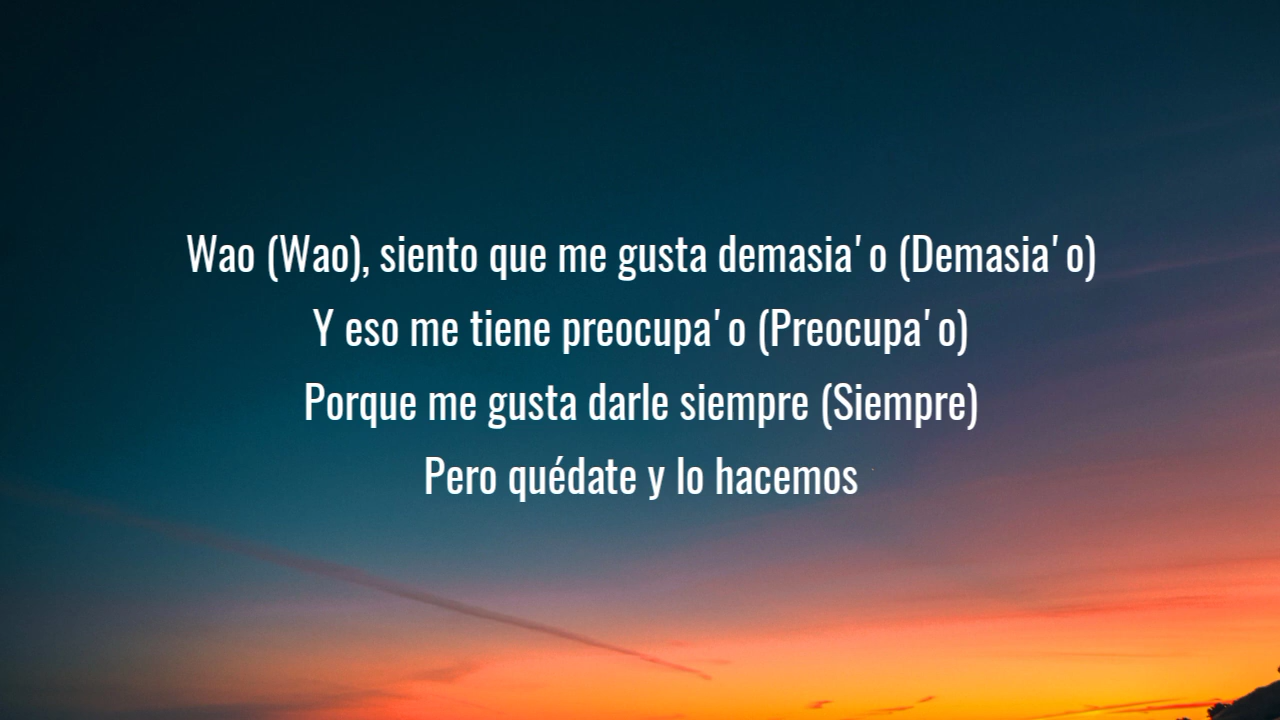 Wao (Wao), siento que me gusta demasia'o (Demasia'o)
Y eso me tiene preocupa'o (Preocupa'o)
Porque me gusta darle siempre (Siempre)
Pero quédate y lo hacemos